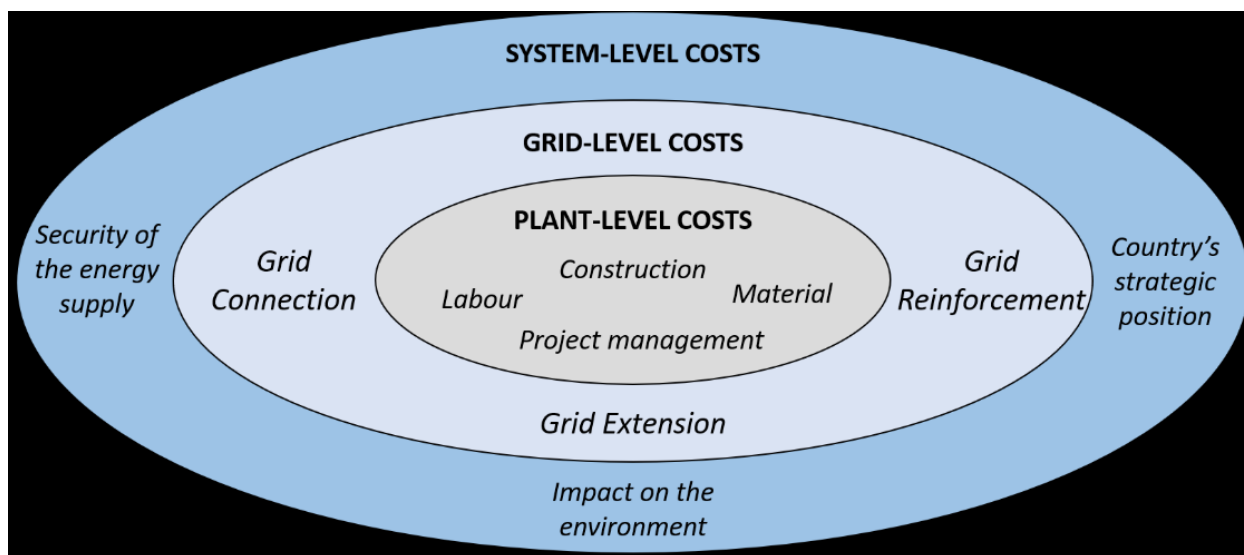 SYSTEM-LEVEL COSTS
GRID-LEVEL COSTS
PLANT-LEVEL COSTS
Security of
the energy
supply
Grid
Connection
Construction
Labour
Material
Project management
Grid
Reinforcement
Country’s
strategic
position
Grid Extension
Impact on the
environment